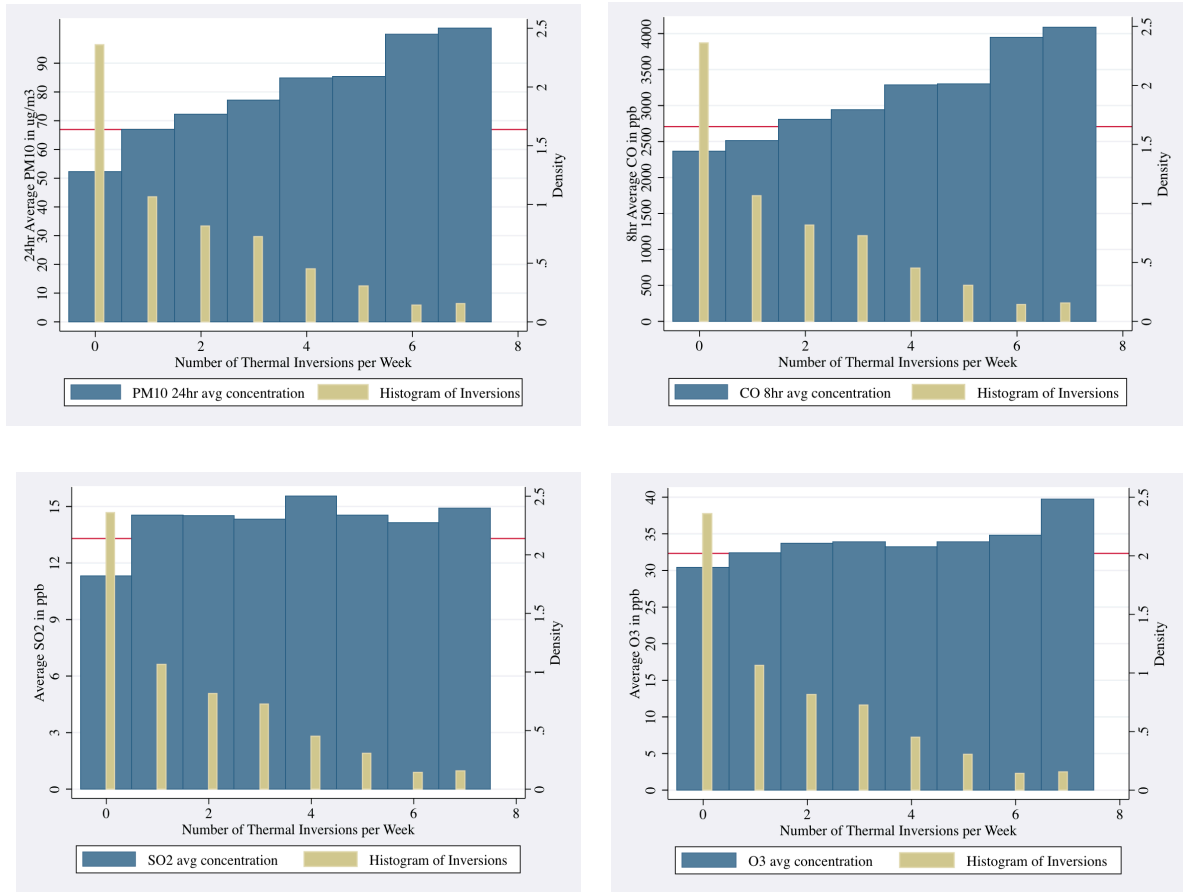 24hr Average PM10 in ug/m3
0 10 20 30 40 50 60 70 80 90
0 .5 1 1.5 2 2.5
Density
0 2 4 6 8
Number of Thermal Inversions per Week
PM10 24hr avg concentration Histogram of Inversions
8hr Average CO in ppb
0 500 1000 1500 2000 2500 3000 3500 4000
0 .5 1 1.5 2 2.5
Density
0 2 4 6 8
Number of Thermal Inversions per Week
CO 8hr avg concentration Histogram of Inversions
Average SO2 in ppb
0 3 6 9 12 15
0 .5 1 1.5 2 2.5
Density
0 2 4 6 8
Number of Thermal Inversions per Week
SO2 avg concentration Histogram of Inversions
Average O3 in ppb
0 5 10 15 20 25 30 35 40
0 .5 1 1.5 2 2.5
Density
0 2 4 6 8
Number of Thermal Inversions per Week
O3 avg concentration Histogram of Inversions